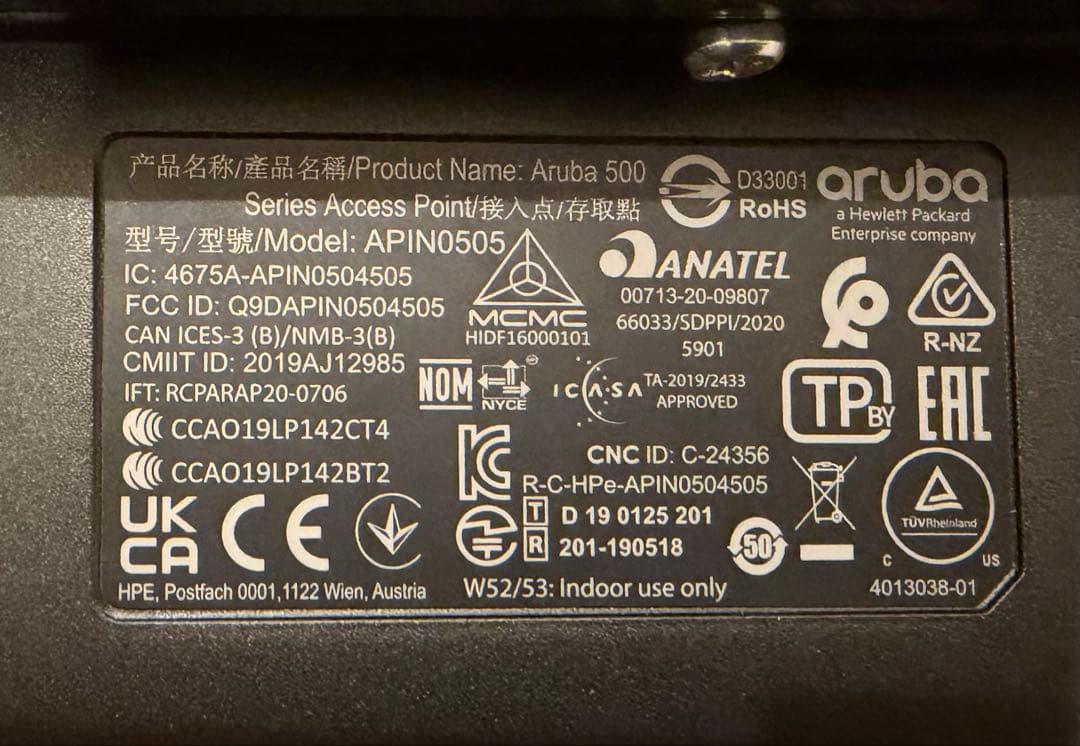 产品名称/產品名稱/Product Name: Aruba 500
Series Access Point/接入点/存取點
D33001
RoHS
aruba
a Hewlett Packard
Enterprise company
型号/型號/Model: APIN0505
IC: 4675A-APIN0504505
FCC ID: Q9DAPIN0504505
CAN ICES-3 (B)/NMB-3(B)
CMIIT ID: 2019AJ12985
IFT: RCPARAP20-0706
MCMC
HIDF16000101
ANATEL
00713-20-09807
66033/SDPPI/2020
5901
R-NZ
NOM
NYCE
ICASA
TA-2019/2433
APPROVED
TP
BY
EAC
CCAO19LP142CT4
CCAO19LP142BT2
CNC ID: C-24356
R-C-HPe-APIN0504505
T D 19 0125 201
R 201-190518
UK
CA
CE
50
TÜVRheinland
C US
HPE, Postfach 0001,1122 Wien, Austria
W52/53: Indoor use only
4013038-01